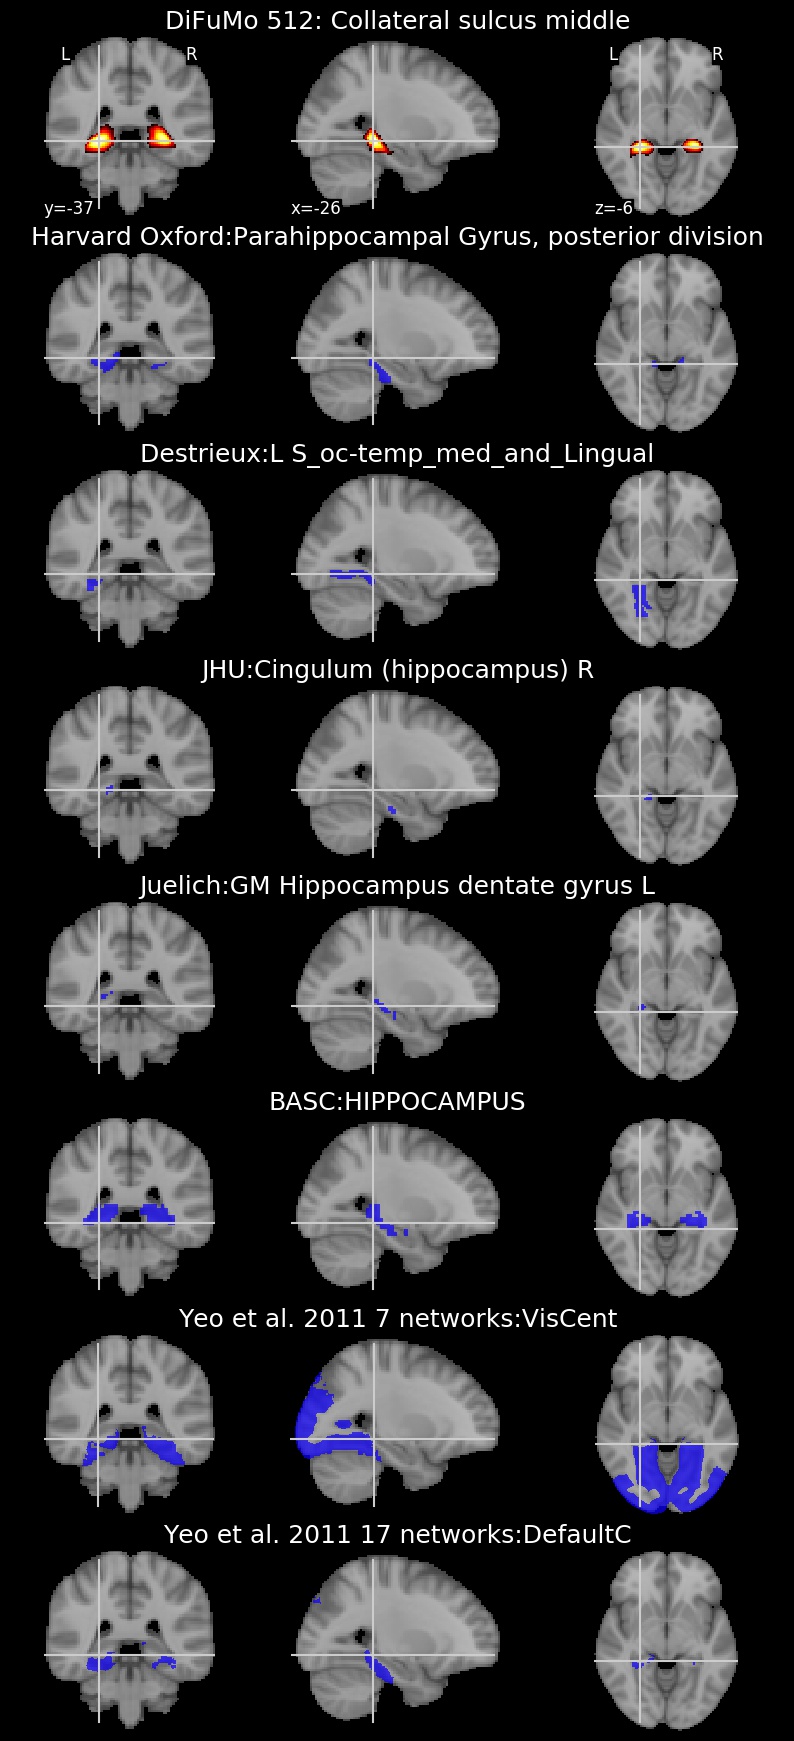 DiFuMo 512: Collateral sulcus middle
L R L R
y=-37 x=-26 z=-6
Harvard Oxford:Parahippocampal Gyrus, posterior division
Destrieux:L S_oc-temp_med_and_Lingual
JHU:Cingulum (hippocampus) R
Juelich:GM Hippocampus dentate gyrus L
BASC:HIPPOCAMPUS
Yeo et al. 2011 7 networks:VisCent
Yeo et al. 2011 17 networks:DefaultC